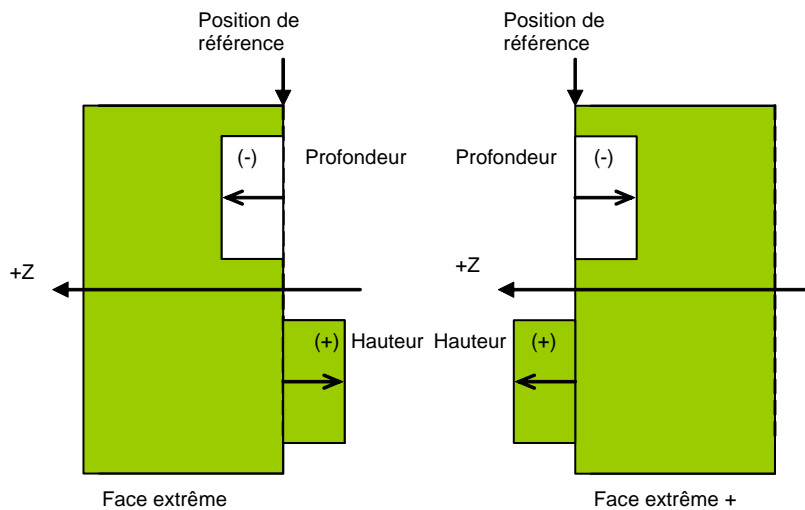 Position de
référence
Position de
référence
(-)
Profondeur
Profondeur
(-)
+Z
+Z
(+)
Hauteur
Hauteur
(+)
Face extrême
Face extrême +